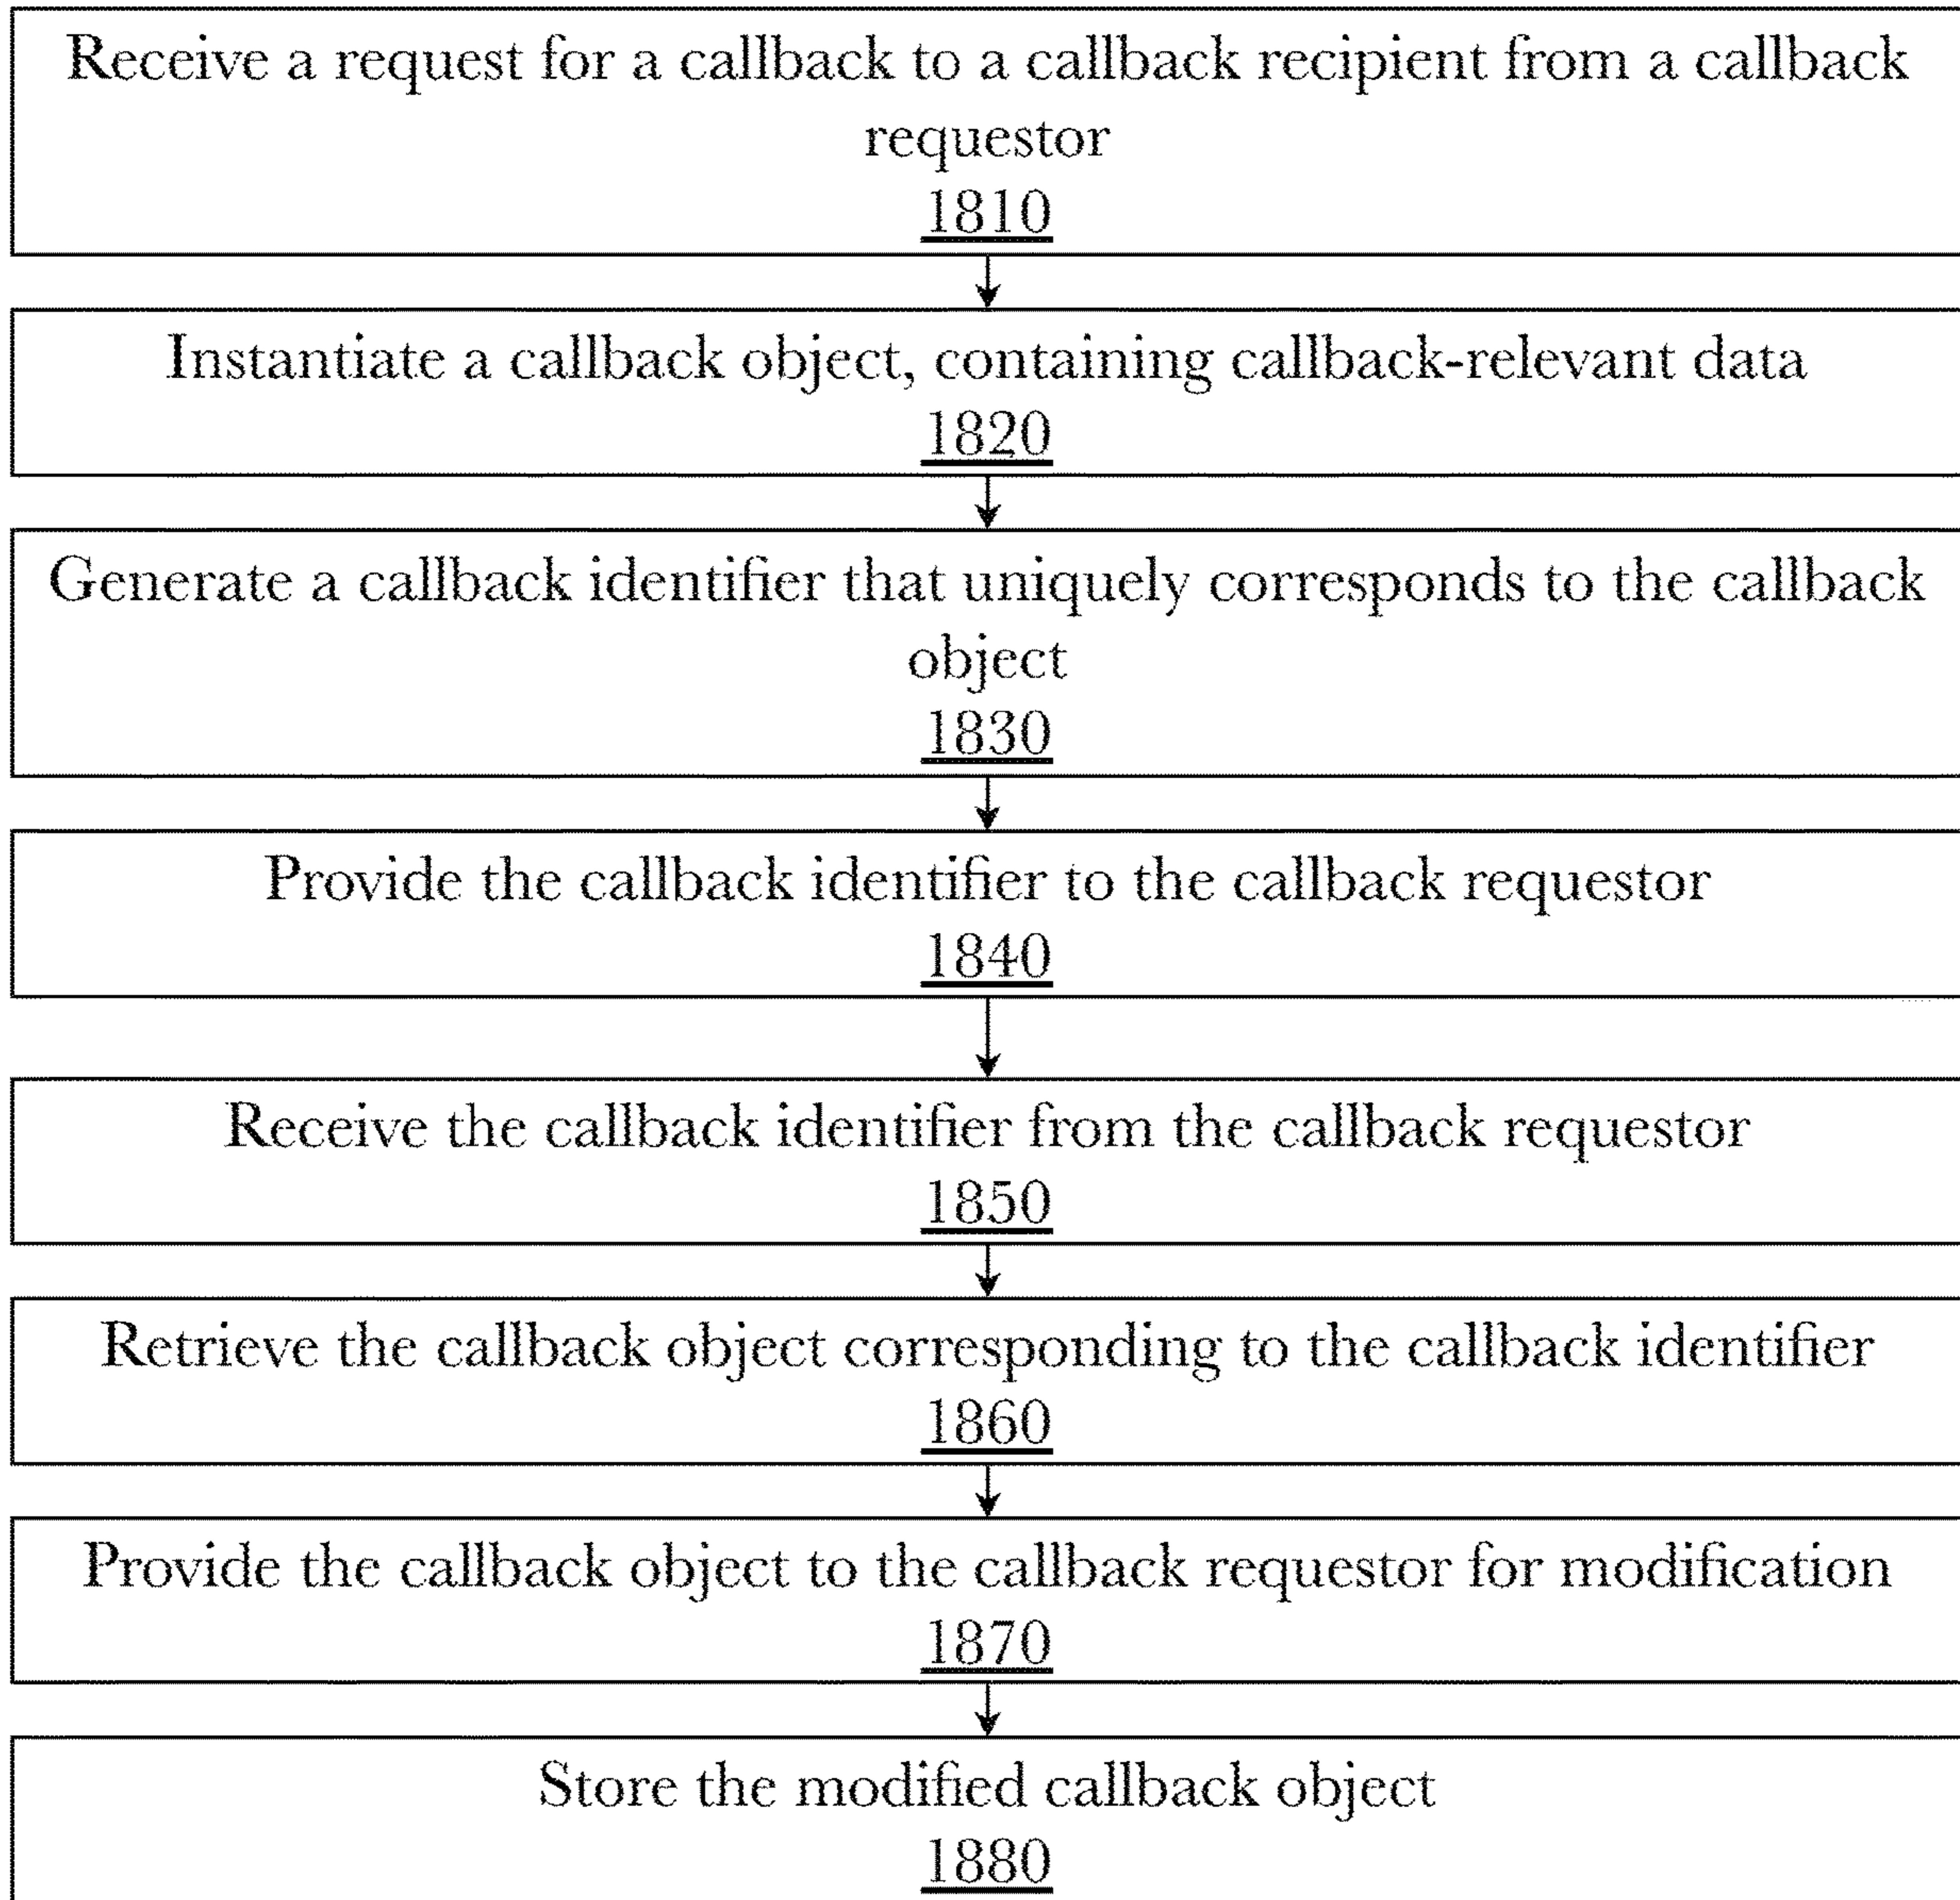 Receive a request for a callback to a callback recipient from a callback
requestor
1810
Instantiate a callback object, containing callback-relevant data
1820
Generate a callback identifier that uniquely corresponds to the callback
object
1830
Provide the callback identifier to the callback requestor
1840
Receive the callback identifier from the callback requestor
1850
Retrieve the callback object corresponding to the callback identifier
1860
Provide the callback object to the callback requestor for modification
1870
Store the modified callback object
1880